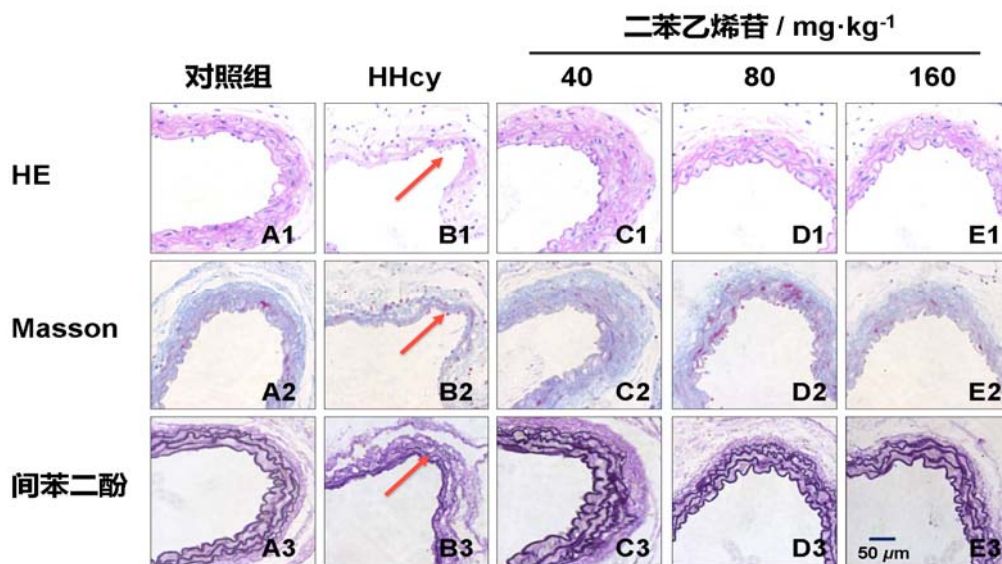 二苯乙烯苷 / mg·kg-1
对照组 HHcy 40 80 160
HE
A1 B1 C1 D1 E1
Masson
A2 B2 C2 D2 E2
间苯二酚
A3 B3 C3 D3 E3
50 µm